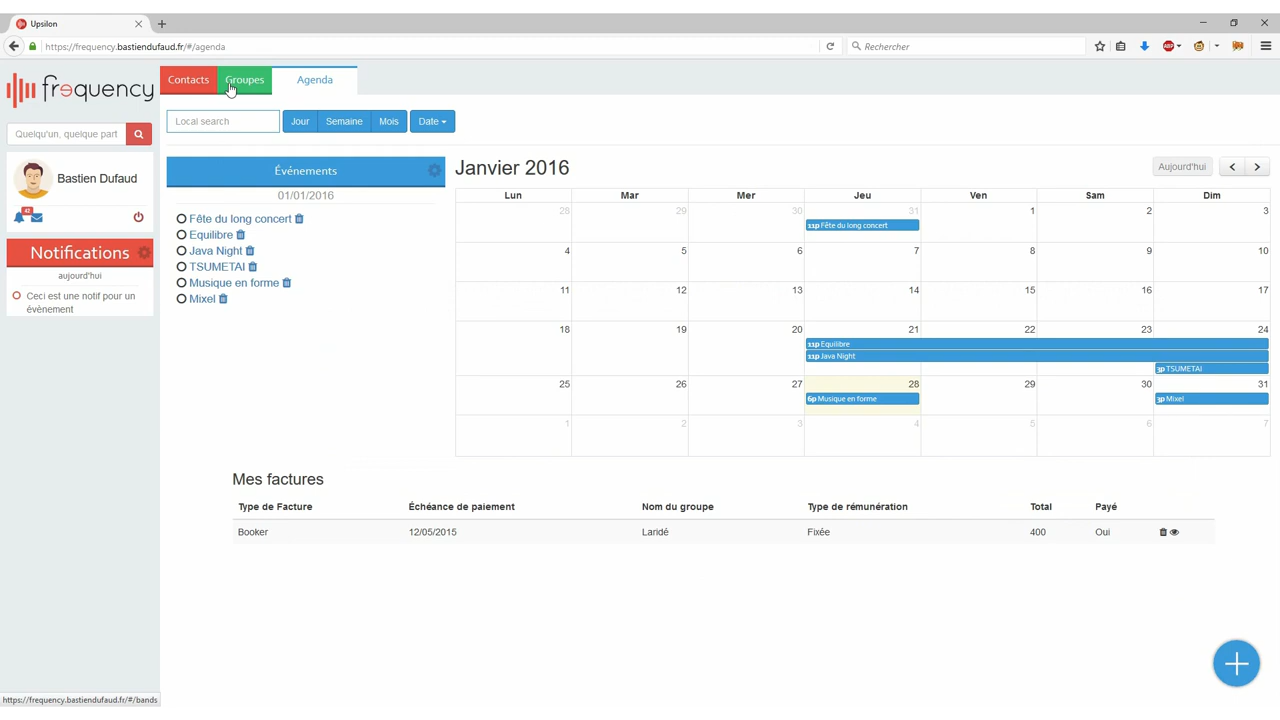 Upsilon
https://frequency.bastiendufaud.fr/#/agenda
Rechercher
ABP
frequency
Contacts Groupes Agenda
Local search Jour Semaine Mois Date
Quelqu'un, quelque part
Bastien Dufaud
Notifications
aujourd'hui
Ceci est une notif pour un
évènement
Événements
01/01/2016
Fête du long concert
Equilibre
Java Night
TSUMETAI
Musique en forme
Mixel
Janvier 2016 Aujourd'hui
Lun Mar Mer Jeu Ven Sam Dim
28 29 30 31 1 2 3
11p Fête du long concert
4 5 6 7 8 9 10
11 12 13 14 15 16 17
18 19 20 21 22 23 24
11p Equilibre
11p Java Night
3p TSUMETAI
25 26 27 28 29 30 31
6p Musique en forme 3p Mixel
1 2 3 4 5 6 7
Mes factures
Type de Facture Échéance de paiement Nom du groupe Type de rémunération Total Payé
Booker 12/05/2015 Laridé Fixée 400 Oui
https://frequency.bastiendufaud.fr/#/bands